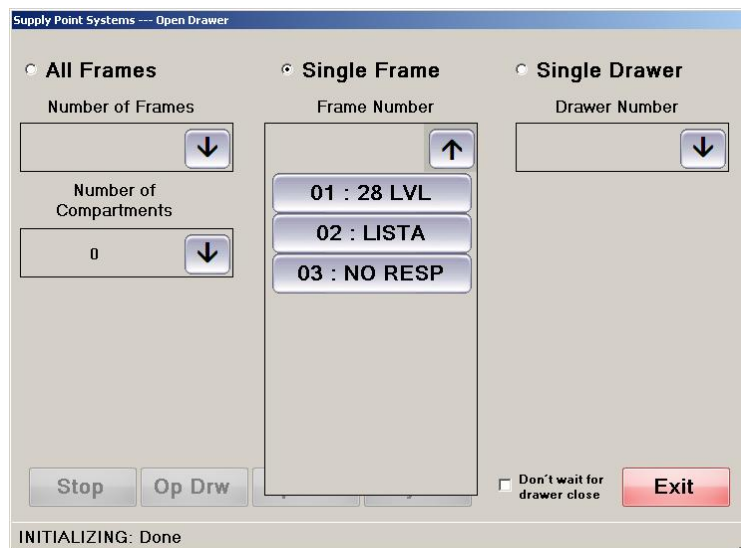 Supply Point Systems --- Open Drawer
All Frames
Single Frame
Single Drawer
Number of Frames
Frame Number
Drawer Number
01 : 28 LVL
02 : LISTA
03 : NO RESP
Number of
Compartments
0
Stop
Op Drw
Don't wait for
drawer close
Exit
INITIALIZING: Done